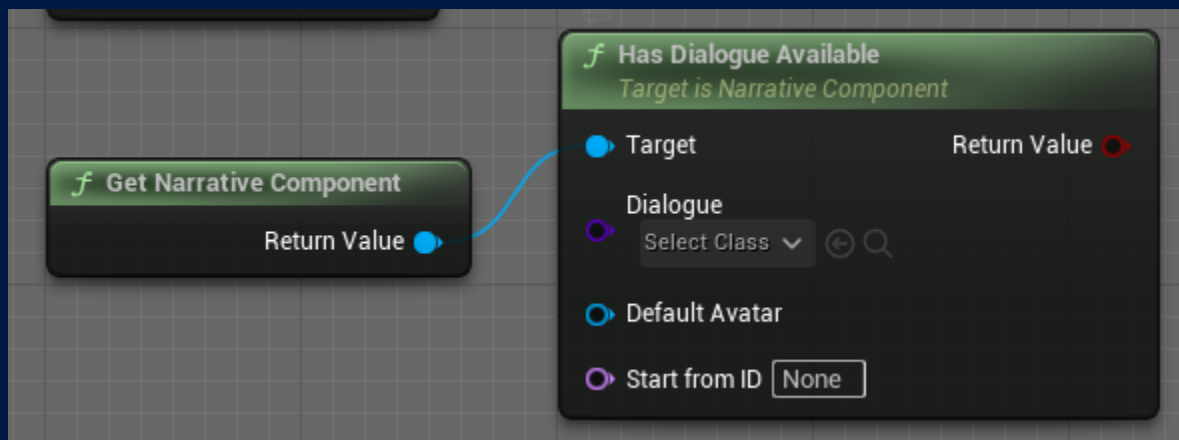 Has Dialogue Available
Target is Narrative Component
Target
Return Value
Get Narrative Component
Return Value
Dialogue
Select Class
Default Avatar
Start from ID None